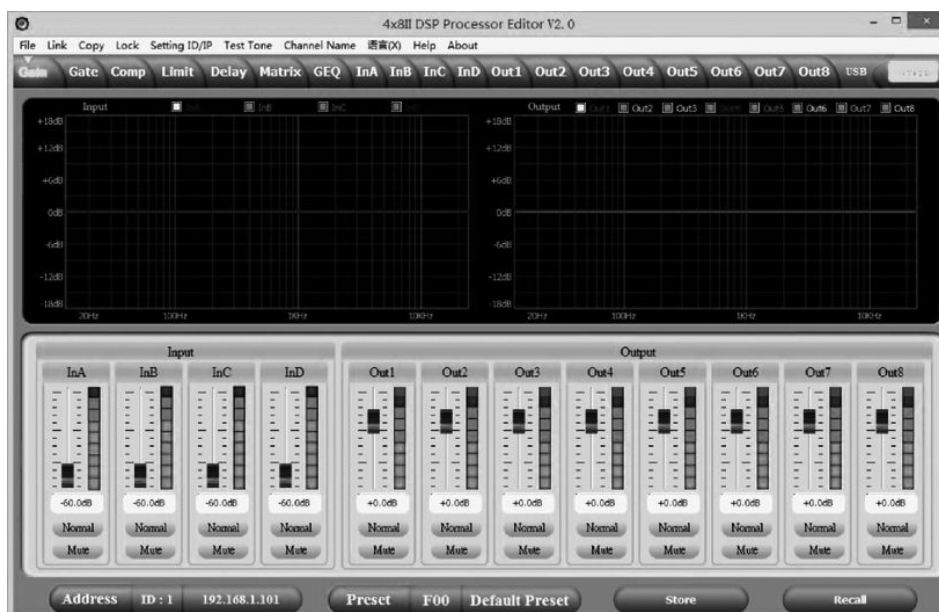 4x8II DSP Processor Editor V2. 0
File Link Copy Lock Setting ID/IP Test Tone Channel Name 语言(X) Help About
Gain Gate Comp Limit Delay Matrix GEQ InA InB InC InD Out1 Out2 Out3 Out4 Out5 Out6 Out7 Out8 USB
Input InA InB InC Output Out1 Out2 Out3 Out4 Out5 Out6 Out7 Out8
+18dB +18dB
+12dB +12dB
+6dB +6dB
0dB 0dB
-6dB -6dB
-12dB -12dB
-18dB -18dB
20Hz 100Hz 1KHz 10KHz 20Hz 100Hz 1KHz 10KHz
Input Output
InA InB InC InD Out1 Out2 Out3 Out4 Out5 Out6 Out7 Out8
-60.0dB -60.0dB -60.0dB -60.0dB +0.0dB +0.0dB +0.0dB +0.0dB +0.0dB +0.0dB +0.0dB +0.0dB
Normal Normal Normal Normal Normal Normal Normal Normal Normal Normal Normal Normal
Mute Mute Mute Mute Mute Mute Mute Mute Mute Mute Mute Mute
Address ID : 1 192.168.1.101 Preset F00 Default Preset Store Recall